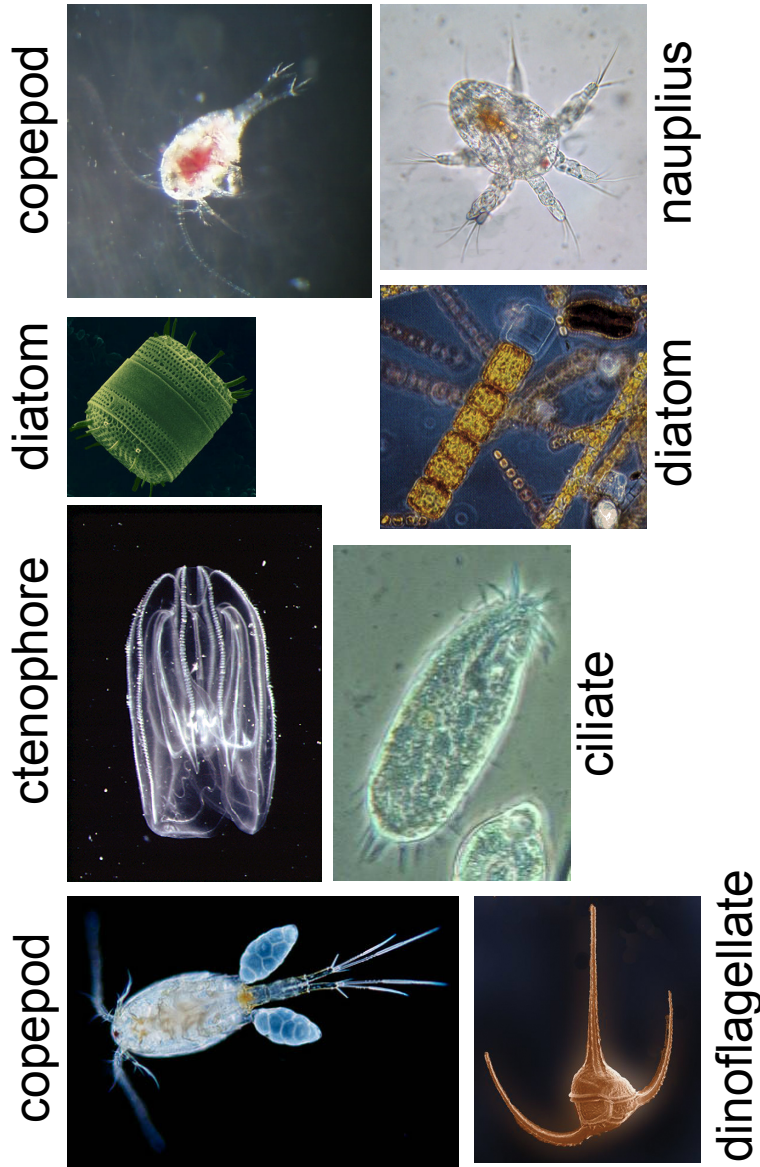 copepod
ctenophore
diatom
copepod
dinoflagellate
ciliate
diatom
nauplius